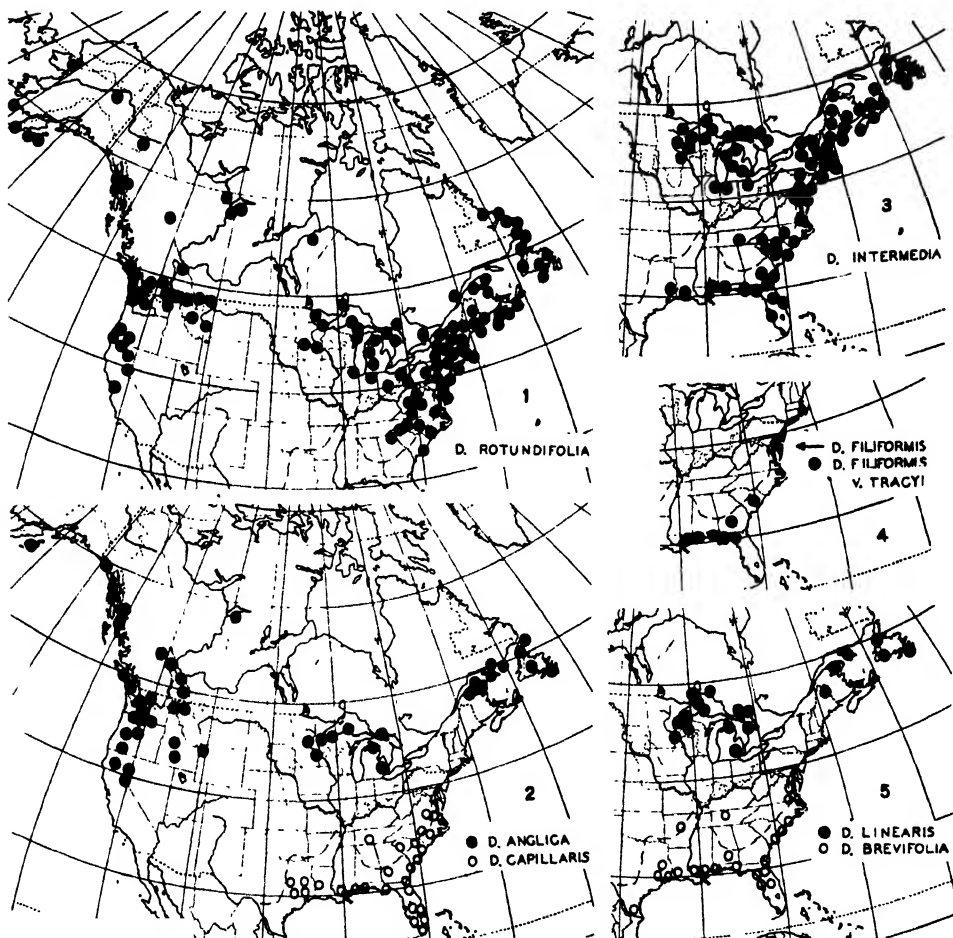 1
D. ROTUNDIFOLIA
2
● D. ANGLICA
○ D. CAPILLARIS
3
D. INTERMEDIA
← D. FILIFORMIS
● D. FILIFORMIS
V. TRACYI
4
5
● D. LINEARIS
○ D. BREVIFOLIA